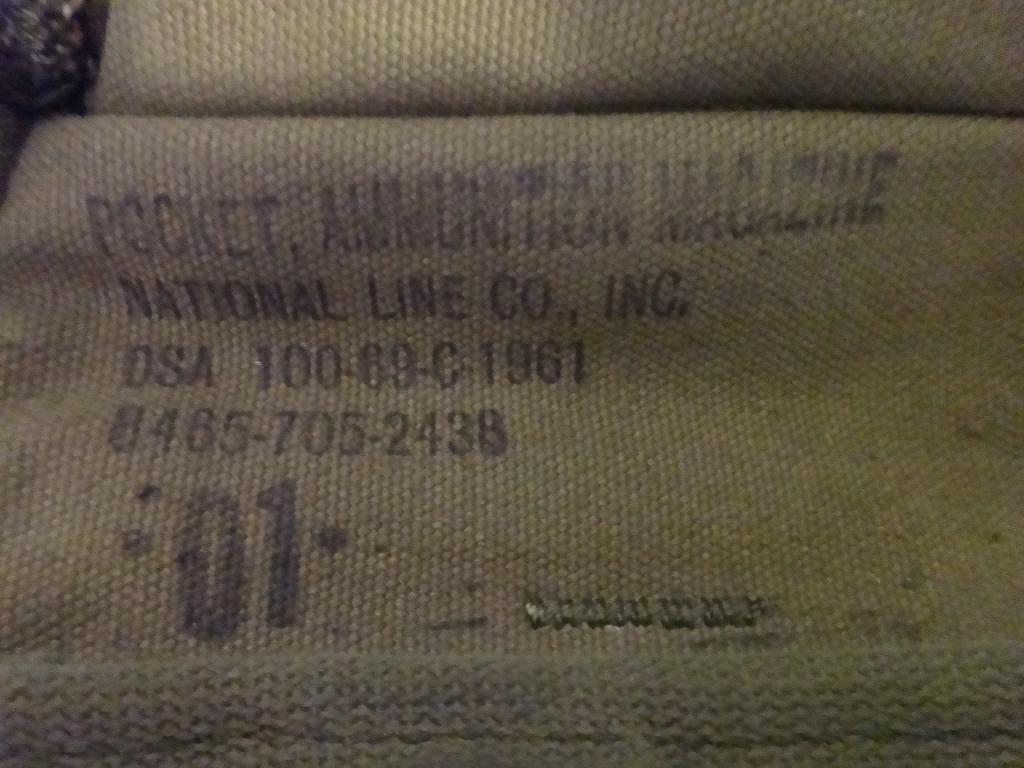 POCKET, AMMUNITION MAGAZINE
NATIONAL LINE CO., INC.
DSA 100-69-C-1961
8465-705-2438
01